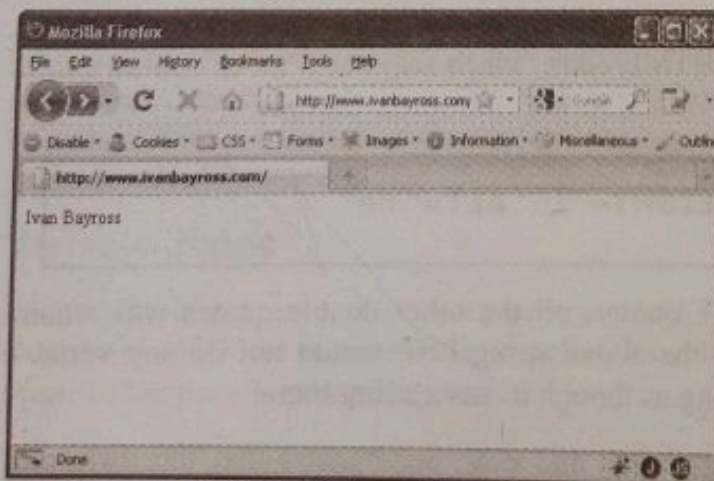 Mozilla Firefox
File Edit View History Bookmarks Tools Help
http://www.ivanbayross.com/ Google
Disable Cookies CSS Forms Images Information Miscellaneous Outline
http://www.ivanbayross.com/
Ivan Bayross
Done